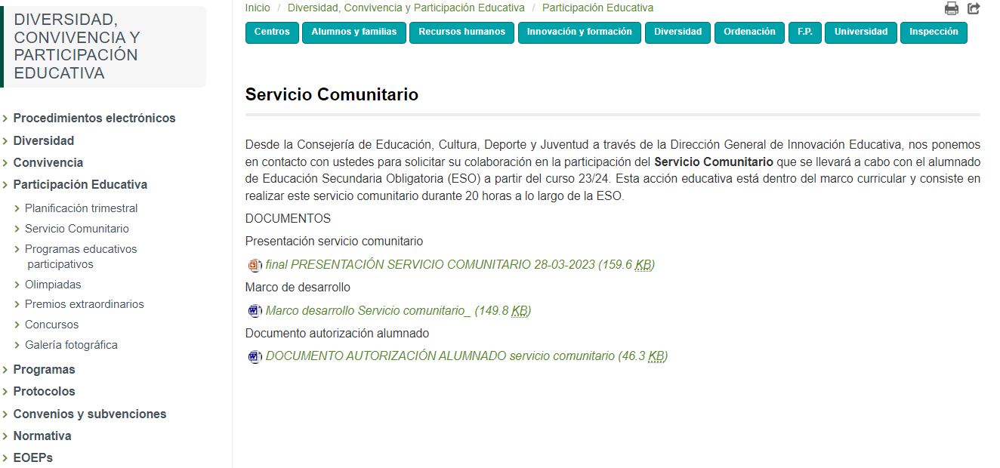 DIVERSIDAD,
CONVIVENCIA Y
PARTICIPACIÓN
EDUCATIVA
Procedimientos electrónicos
Diversidad
Convivencia
Participación Educativa
Planificación trimestral
Servicio Comunitario
Programas educativos
participativos
Olimpiadas
Premios extraordinarios
Concursos
Galería fotográfica
Programas
Protocolos
Convenios y subvenciones
Normativa
EOEPs
Inicio / Diversidad, Convivencia y Participación Educativa / Participación Educativa
Centros Alumnos y familias Recursos humanos Innovación y formación Diversidad Ordenación F.P. Universidad Inspección
Servicio Comunitario
Desde la Consejería de Educación, Cultura, Deporte y Juventud a través de la Dirección General de Innovación Educativa, nos ponemos
en contacto con ustedes para solicitar su colaboración en la participación del Servicio Comunitario que se llevará a cabo con el alumnado
de Educación Secundaria Obligatoria (ESO) a partir del curso 23/24. Esta acción educativa está dentro del marco curricular y consiste en
realizar este servicio comunitario durante 20 horas a lo largo de la ESO.
DOCUMENTOS
Presentación servicio comunitario
final PRESENTACIÓN SERVICIO COMUNITARIO 28-03-2023 (159.6 KB)
Marco de desarrollo
Marco desarrollo Servicio comunitario_ (149.8 KB)
Documento autorización alumnado
DOCUMENTO AUTORIZACIÓN ALUMNADO servicio comunitario (46.3 KB)